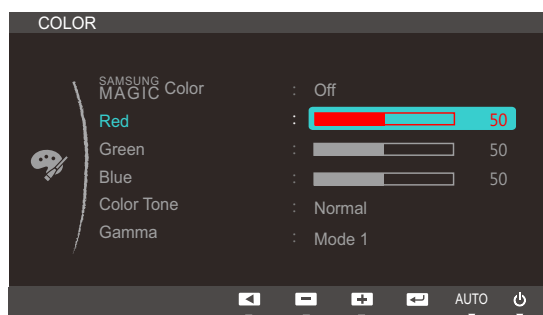 COLOR
SAMSUNG MAGIC Color : Off
Red : 50
Green : 50
Blue : 50
Color Tone : Normal
Gamma : Mode 1
AUTO